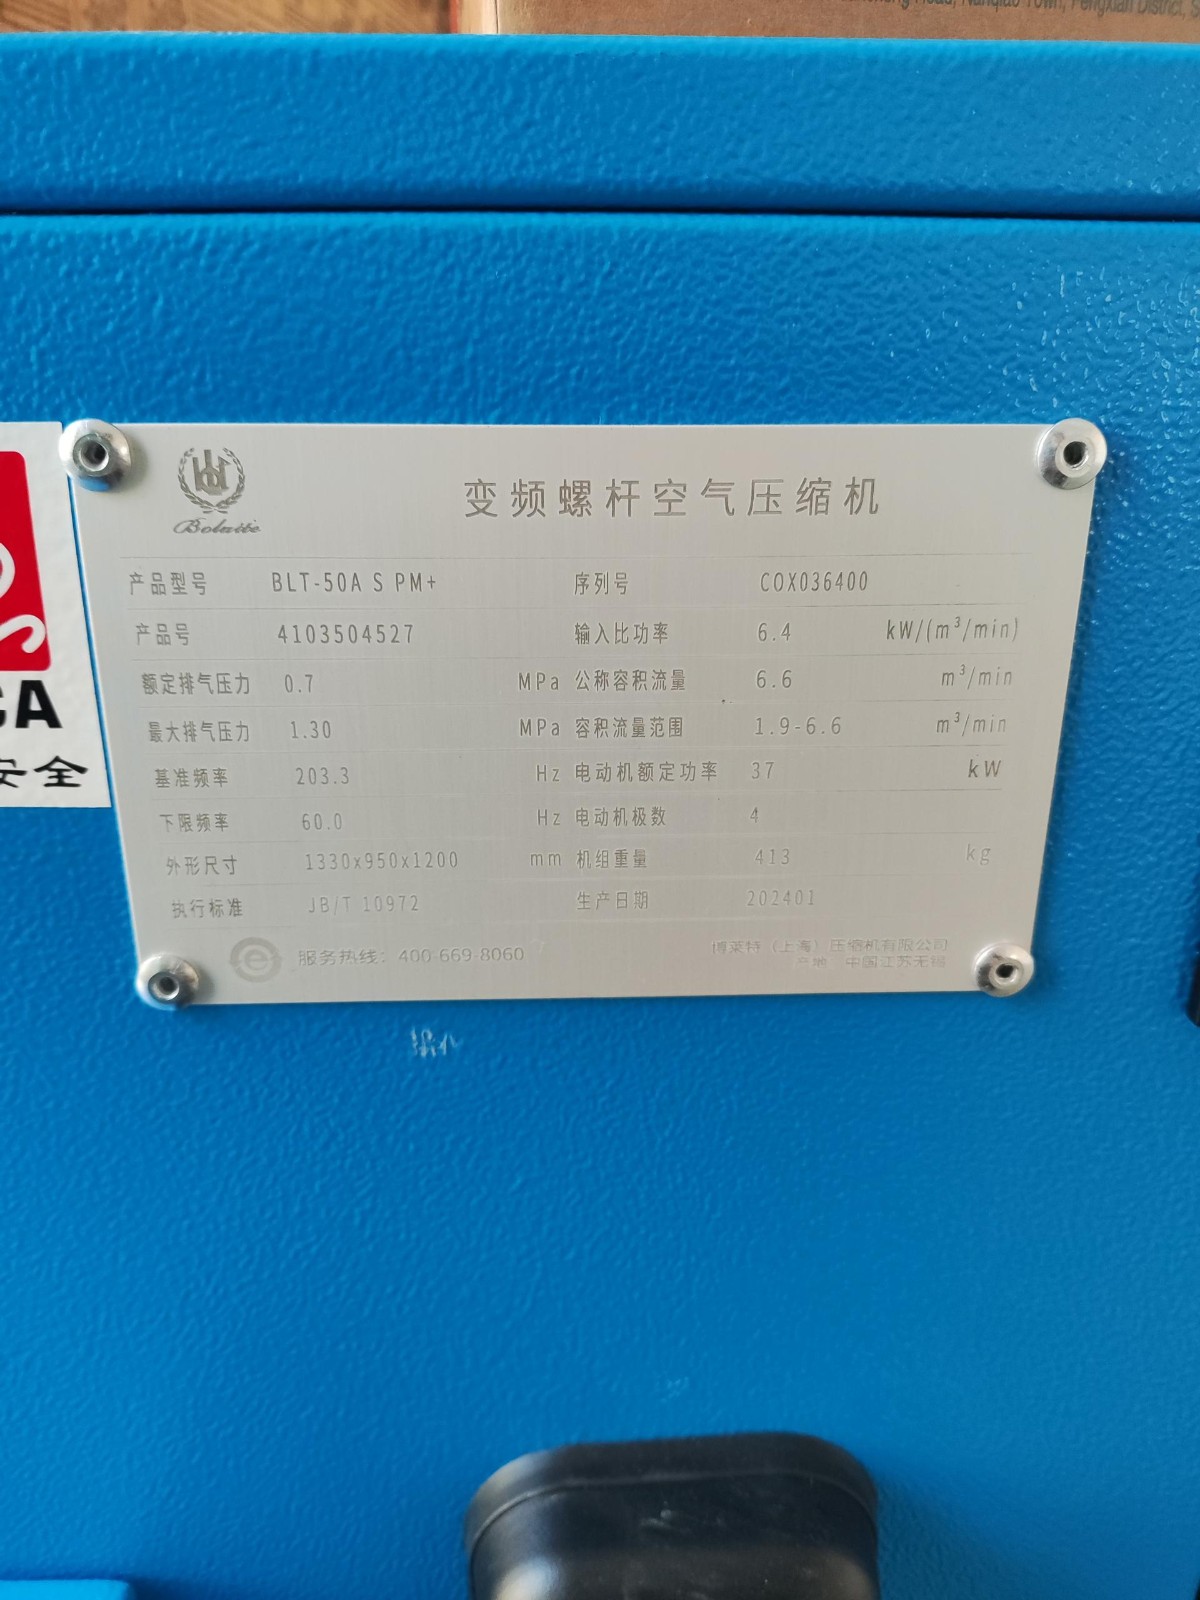 Road, Nanqiao Town, Fengxian District, S
Bolaite
变频螺杆空气压缩机
产品型号 BLT-50A S PM+ 序列号 COX036400
产品号 4103504527 输入比功率 6.4 kW/(m³/min)
额定排气压力 0.7 MPa 公称容积流量 6.6 m³/min
最大排气压力 1.30 MPa 容积流量范围 1.9-6.6 m³/min
基准频率 203.3 Hz 电动机额定功率 37 kW
下限频率 60.0 Hz 电动机极数 4
外形尺寸 1330x950x1200 mm 机组重量 413 kg
执行标准 JB/T 10972 生产日期 202401
服务热线：400-669-8060 博莱特（上海）压缩机有限公司
产地 中国江苏无锡
CA
安全